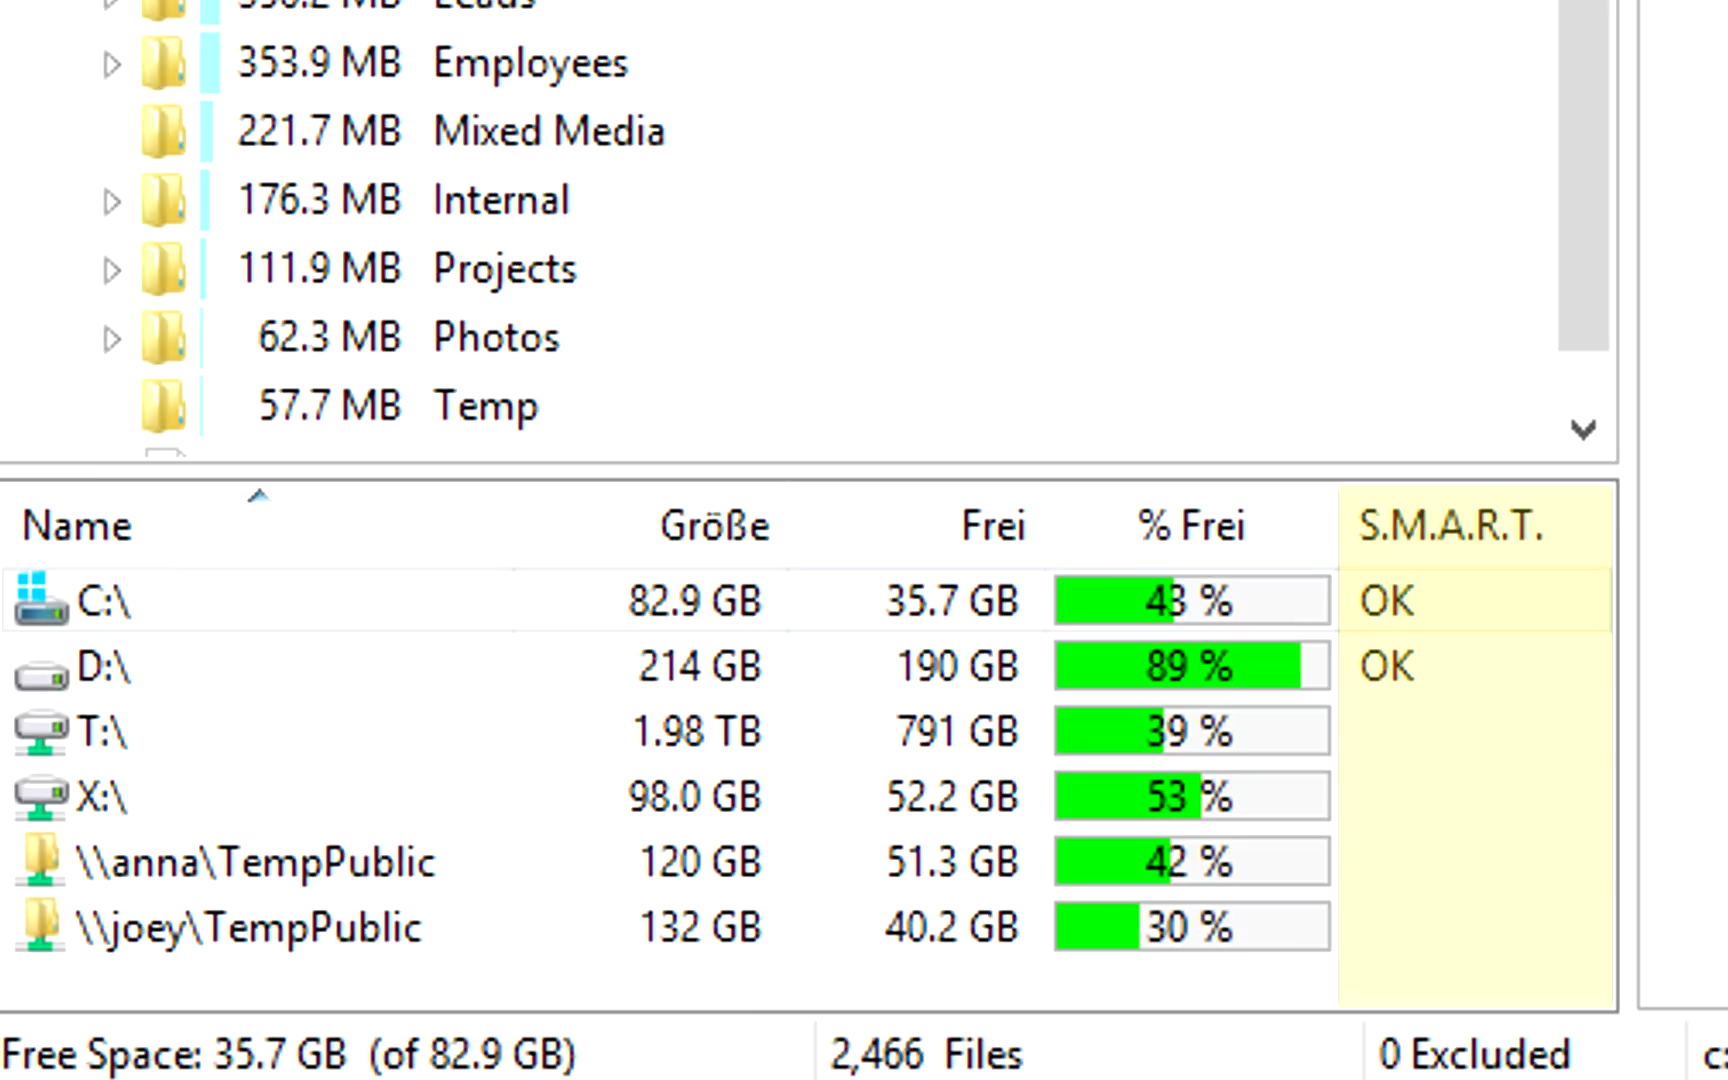 353.9 MB Employees
221.7 MB Mixed Media
176.3 MB Internal
111.9 MB Projects
62.3 MB Photos
57.7 MB Temp
Name Größe Frei % Frei S.M.A.R.T.
C:\ 82.9 GB 35.7 GB 43 % OK
D:\ 214 GB 190 GB 89 % OK
T:\ 1.98 TB 791 GB 39 %
X:\ 98.0 GB 52.2 GB 53 %
\\anna\TempPublic 120 GB 51.3 GB 42 %
\\joey\TempPublic 132 GB 40.2 GB 30 %
Free Space: 35.7 GB (of 82.9 GB) 2,466 Files 0 Excluded